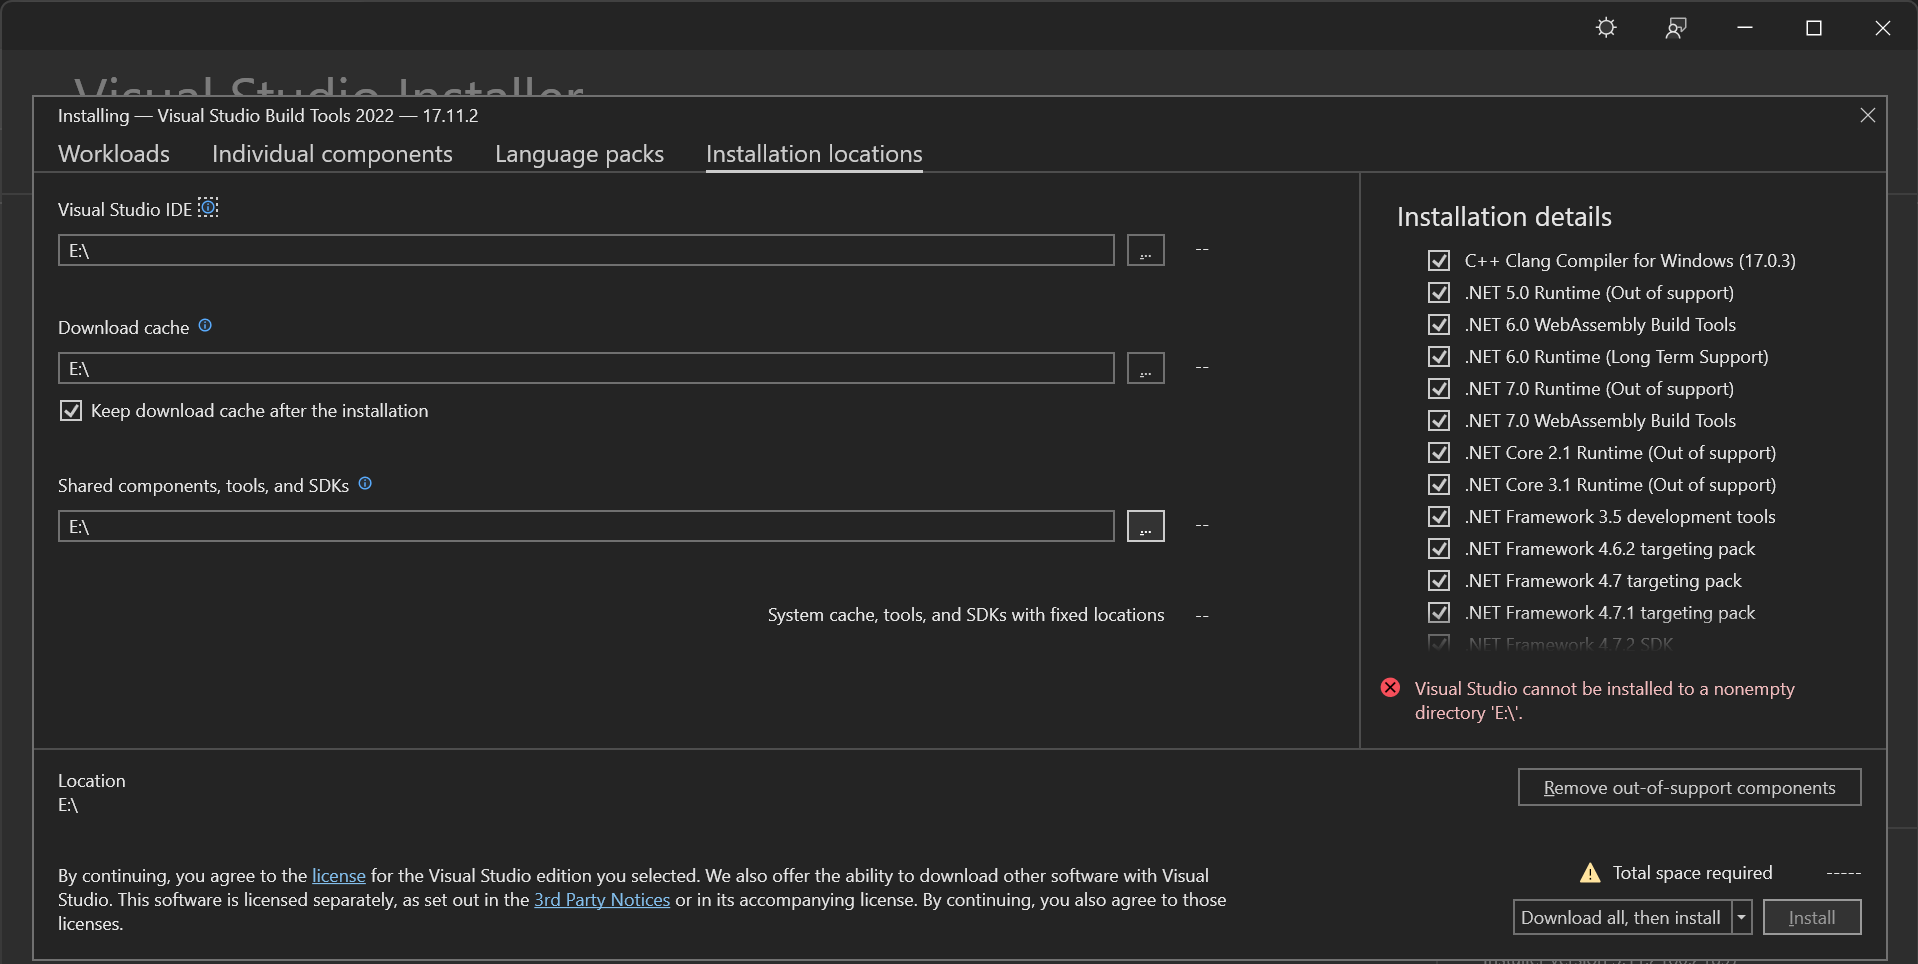 Visual Studio Installer
Installing — Visual Studio Build Tools 2022 — 17.11.2
Workloads Individual components Language packs Installation locations
Visual Studio IDE
E:\
...
--
Download cache
E:\
...
--
Keep download cache after the installation
Shared components, tools, and SDKs
E:\
...
--
System cache, tools, and SDKs with fixed locations --
Installation details
C++ Clang Compiler for Windows (17.0.3)
.NET 5.0 Runtime (Out of support)
.NET 6.0 WebAssembly Build Tools
.NET 6.0 Runtime (Long Term Support)
.NET 7.0 Runtime (Out of support)
.NET 7.0 WebAssembly Build Tools
.NET Core 2.1 Runtime (Out of support)
.NET Core 3.1 Runtime (Out of support)
.NET Framework 3.5 development tools
.NET Framework 4.6.2 targeting pack
.NET Framework 4.7 targeting pack
.NET Framework 4.7.1 targeting pack
.NET Framework 4.7.2 SDK
Visual Studio cannot be installed to a nonempty
directory 'E:\'.
Location
E:\
Remove out-of-support components
By continuing, you agree to the license for the Visual Studio edition you selected. We also offer the ability to download other software with Visual
Studio. This software is licensed separately, as set out in the 3rd Party Notices or in its accompanying license. By continuing, you also agree to those
licenses.
Total space required -----
Download all, then install
Install